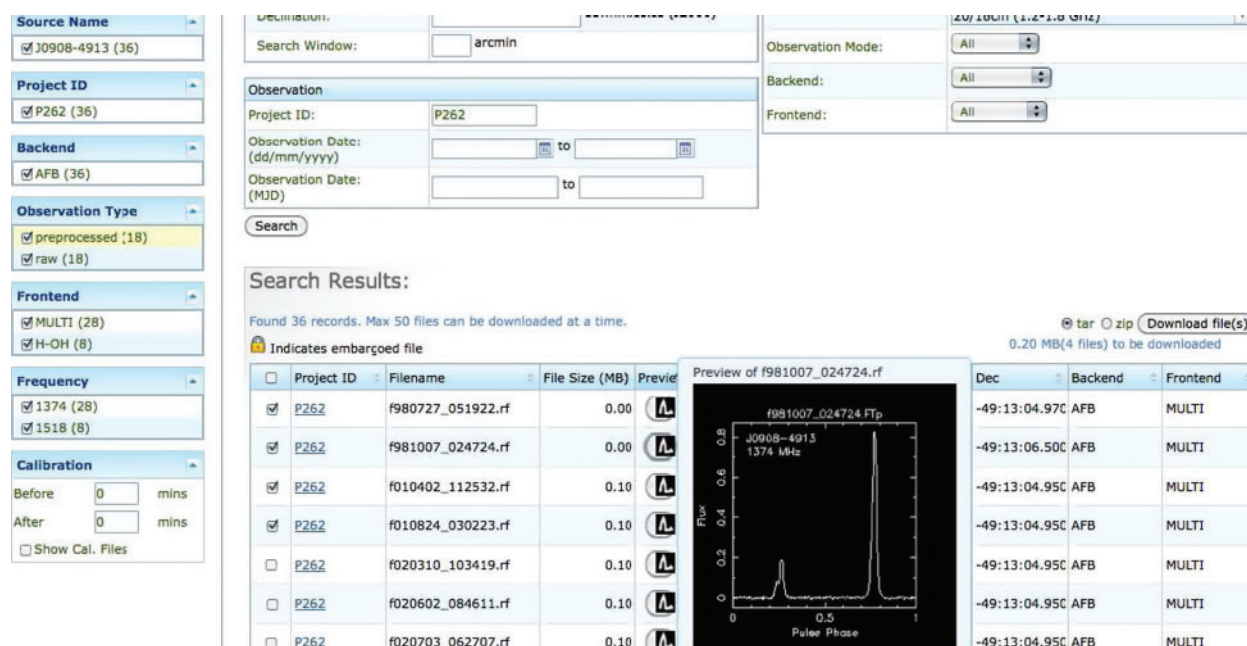 Source Name
J0908-4913 (36)
Project ID
P262 (36)
Backend
AFB (36)
Observation Type
preprocessed (18)
raw (18)
Frontend
MULTI (28)
H-OH (8)
Frequency
1374 (28)
1518 (8)
Calibration
Before 0 mins
After 0 mins
Show Cal. Files
Declination:
Search Window: arcmin
Observation
Project ID: P262
Observation Date: to
(dd/mm/yyyy)
Observation Date: to
(MJD)
Search
20/18cm (1.2-1.8 GHz)
Observation Mode: All
Backend: All
Frontend: All
Search Results:
Found 36 records. Max 50 files can be downloaded at a time.
tar zip Download file(s)
Indicates embargoed file
0.20 MB(4 files) to be downloaded
Project ID Filename File Size (MB) Previe Dec Backend Frontend
P262 f980727_051922.rf 0.00 -49:13:04.970 AFB MULTI
P262 f981007_024724.rf 0.00 -49:13:06.500 AFB MULTI
P262 f010402_112532.rf 0.10 -49:13:04.950 AFB MULTI
P262 f010824_030223.rf 0.10 -49:13:04.950 AFB MULTI
P262 f020310_103419.rf 0.10 -49:13:04.950 AFB MULTI
P262 f020602_084611.rf 0.10 -49:13:04.950 AFB MULTI
P262 f020703_062707.rf 0.10 -49:13:04.950 AFB MULTI
Preview of f981007_024724.rf
f981007_024724.FTp
J0908-4913
1374 MHz
Flux
0.8
0.6
0.4
0.2
0
0 0.5 1
Pulse Phase